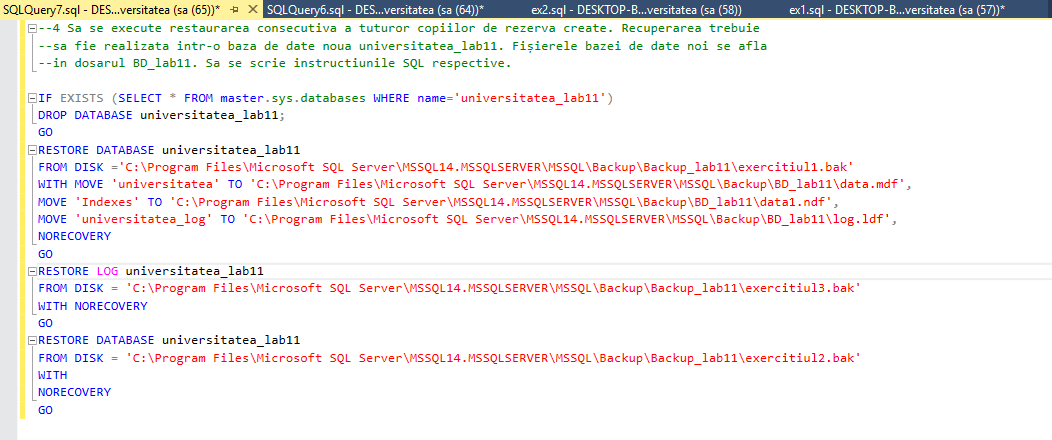 SQLQuery7.sql - DES...versitatea (sa (65))* SQLQuery6.sql - DES...versitatea (sa (64))* ex2.sql - DESKTOP-B...versitatea (sa (58)) ex1.sql - DESKTOP-B...versitatea (sa (57))*
--4 Sa se execute restaurarea consecutiva a tuturor copiilor de rezerva create. Recuperarea trebuie
--sa fie realizata intr-o baza de date noua universitatea_lab11. Fișierele bazei de date noi se afla
--in dosarul BD_lab11. Sa se scrie instructiunile SQL respective.
IF EXISTS (SELECT * FROM master.sys.databases WHERE name='universitatea_lab11')
DROP DATABASE universitatea_lab11;
GO
RESTORE DATABASE universitatea_lab11
FROM DISK ='C:\Program Files\Microsoft SQL Server\MSSQL14.MSSQLSERVER\MSSQL\Backup\Backup_lab11\exercitiul1.bak'
WITH MOVE 'universitatea' TO 'C:\Program Files\Microsoft SQL Server\MSSQL14.MSSQLSERVER\MSSQL\Backup\BD_lab11\data.mdf',
MOVE 'Indexes' TO 'C:\Program Files\Microsoft SQL Server\MSSQL14.MSSQLSERVER\MSSQL\Backup\BD_lab11\data1.ndf',
MOVE 'universitatea_log' TO 'C:\Program Files\Microsoft SQL Server\MSSQL14.MSSQLSERVER\MSSQL\Backup\BD_lab11\log.ldf',
NORECOVERY
GO
RESTORE LOG universitatea_lab11
FROM DISK = 'C:\Program Files\Microsoft SQL Server\MSSQL14.MSSQLSERVER\MSSQL\Backup\Backup_lab11\exercitiul3.bak'
WITH NORECOVERY
GO
RESTORE DATABASE universitatea_lab11
FROM DISK = 'C:\Program Files\Microsoft SQL Server\MSSQL14.MSSQLSERVER\MSSQL\Backup\Backup_lab11\exercitiul2.bak'
WITH
NORECOVERY
GO